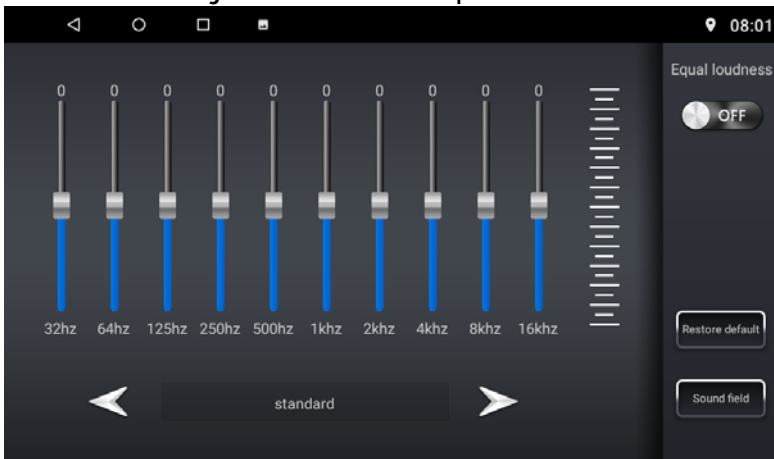 08:01
Equal loudness
OFF
0 0 0 0 0 0 0 0 0 0
32hz 64hz 125hz 250hz 500hz 1khz 2khz 4khz 8khz 16khz
Restore default
standard
Sound field